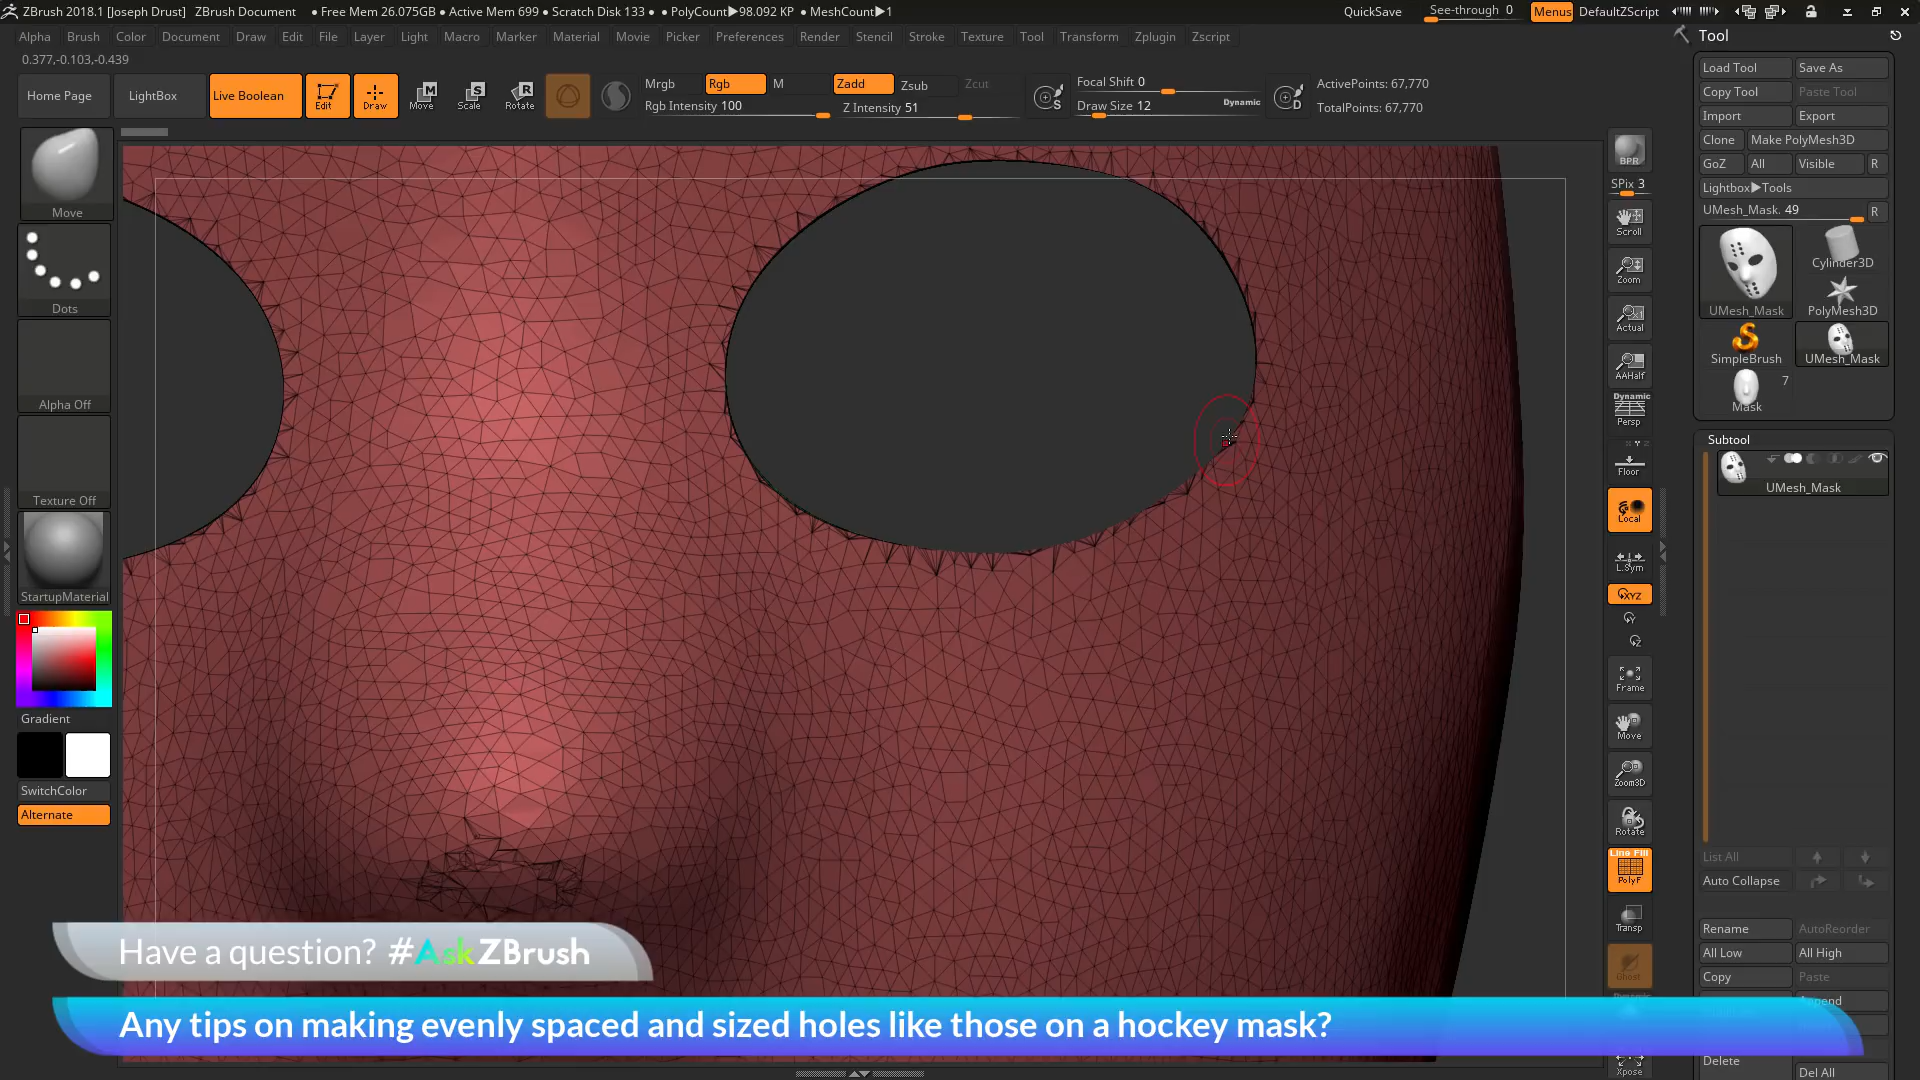 ZBrush 2018.1 [Joseph Drust] ZBrush Document • Free Mem 26.075GB • Active Mem 699 • Scratch Disk 133 • PolyCount▶98.092 KP • MeshCount▶1 QuickSave See-through 0 Menus DefaultZScript
Alpha Brush Color Document Draw Edit File Layer Light Macro Marker Material Movie Picker Preferences Render Stencil Stroke Texture Tool Transform Zplugin Zscript
Tool
0.377,-0.103,-0.439
Home Page LightBox Live Boolean Edit Draw Move Scale Rotate
Mrgb Rgb M Zadd Zsub Zcut
Rgb Intensity 100 Z Intensity 51
Focal Shift 0
Draw Size 12 Dynamic
ActivePoints: 67,770
TotalPoints: 67,770
Load Tool Save As
Copy Tool Paste Tool
Import Export
Clone Make PolyMesh3D
GoZ All Visible R
Lightbox▶Tools
UMesh_Mask. 49 R
UMesh_Mask Cylinder3D
PolyMesh3D
SimpleBrush UMesh_Mask
Mask 7
Subtool
UMesh_Mask
List All
Auto Collapse
Rename AutoReorder
All Low All High
Copy Paste
Append
Delete
Del All
Move
Dots
Alpha Off
Texture Off
StartupMaterial
Gradient
SwitchColor
Alternate
BPR
SPix 3
Scroll
Zoom
Actual
AAHalf
Dynamic
Persp
Floor
Local
L.Sym
XYZ
Y
Z
Frame
Move
Zoom3D
Rotate
Line Fill
PolyF
Transp
Ghost
Dynamic
Xpose
Have a question? #AskZBrush
Any tips on making evenly spaced and sized holes like those on a hockey mask?